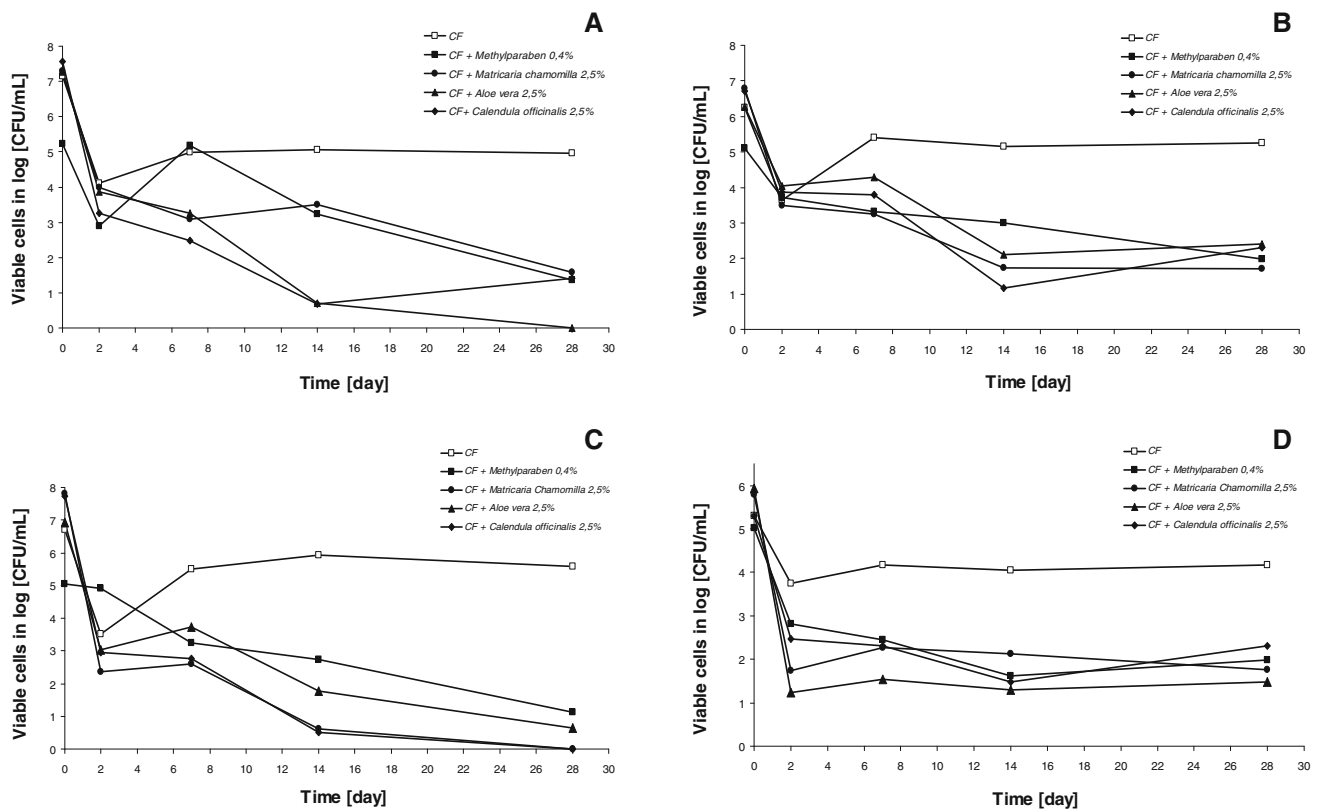 A
CF
CF + Methylparaben 0,4%
CF + Matricaria chamomilla 2,5%
CF + Aloe vera 2,5%
CF+ Calendula officinalis 2,5%
Viable cells in log [CFU/mL]
8
7
6
5
4
3
2
1
0
0 2 4 6 8 10 12 14 16 18 20 22 24 26 28 30
Time [day]
B
CF
CF + Methylparaben 0,4%
CF + Matricaria chamomilla 2,5%
CF + Aloe vera 2,5%
CF + Calendula officinalis 2,5%
Viable cells in log [CFU/mL]
8
7
6
5
4
3
2
1
0
0 2 4 6 8 10 12 14 16 18 20 22 24 26 28 30
Time [day]
C
CF
CF + Methylparaben 0,4%
CF + Matricaria Chamomilla 2,5%
CF + Aloe vera 2,5%
CF + Calendula officinalis 2,5%
Viable cells in log [CFU/mL]
8
7
6
5
4
3
2
1
0
0 2 4 6 8 10 12 14 16 18 20 22 24 26 28 30
Time [day]
D
CF
CF + Methylparaben 0,4%
CF + Matricaria Chamomilla 2,5%
CF + Aloe vera 2,5%
CF + Calendula officinalis 2,5%
Viable cells in log [CFU/mL]
6
5
4
3
2
1
0
0 2 4 6 8 10 12 14 16 18 20 22 24 26 28 30
Time [day]